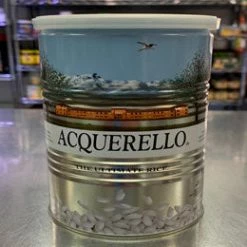 ACQUERELLO
THE ULTIMATE RICE